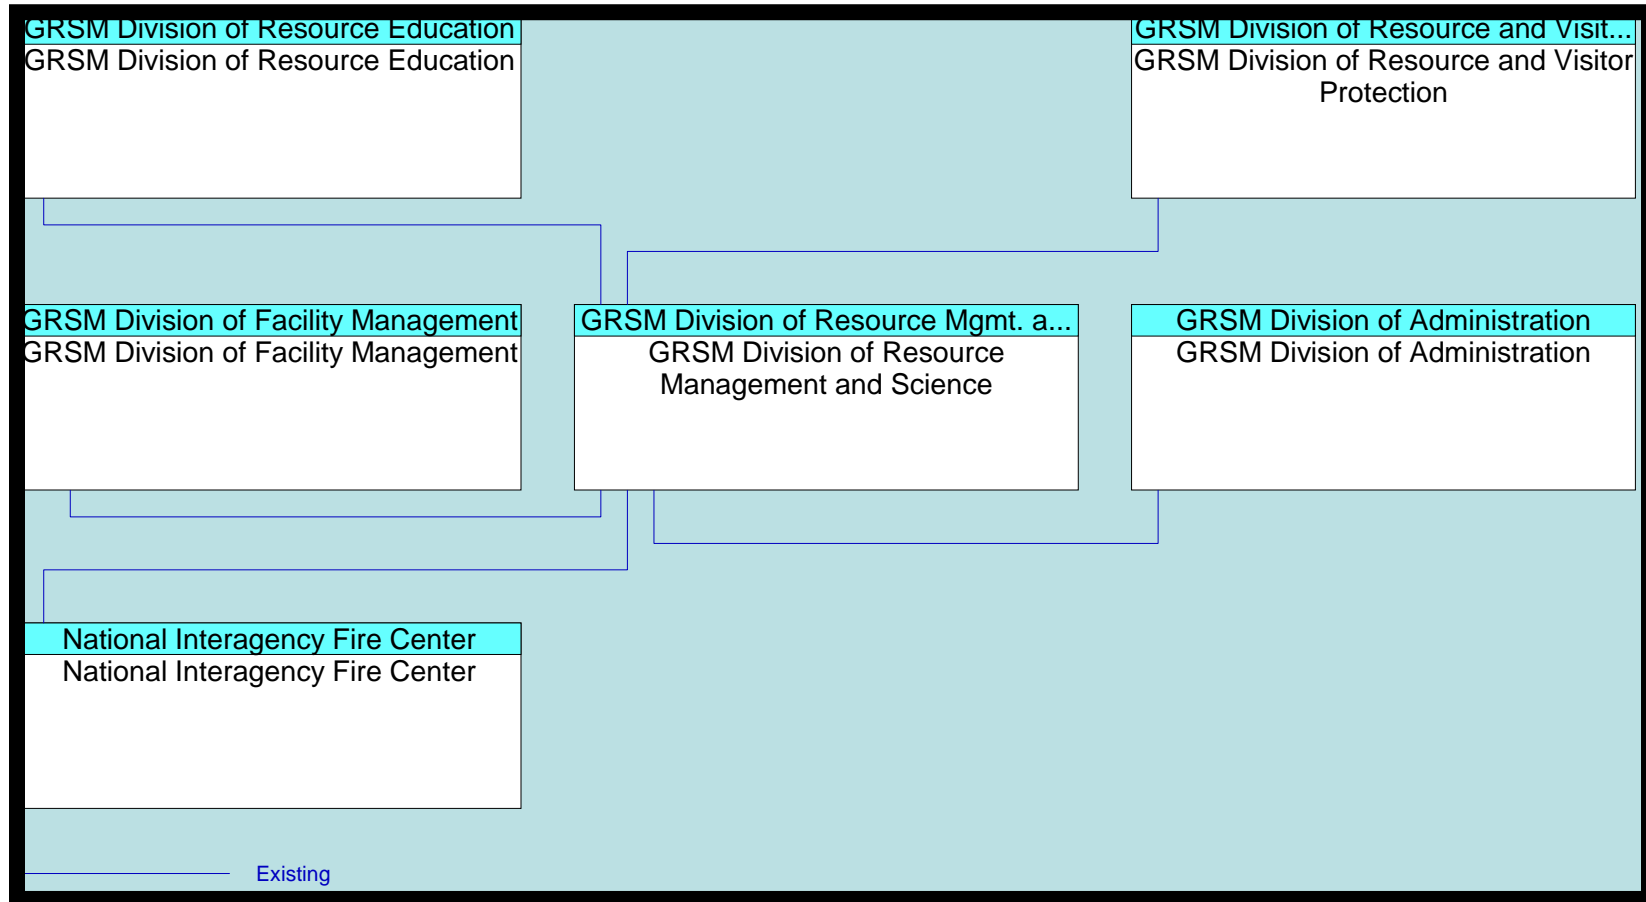 GRSM Division of Resource Education
GRSM Division of Resource Education
GRSM Division of Resource and Visit...
GRSM Division of Resource and Visitor
Protection
GRSM Division of Facility Management
GRSM Division of Facility Management
GRSM Division of Resource Mgmt. a...
GRSM Division of Resource
Management and Science
GRSM Division of Administration
GRSM Division of Administration
National Interagency Fire Center
National Interagency Fire Center
Existing